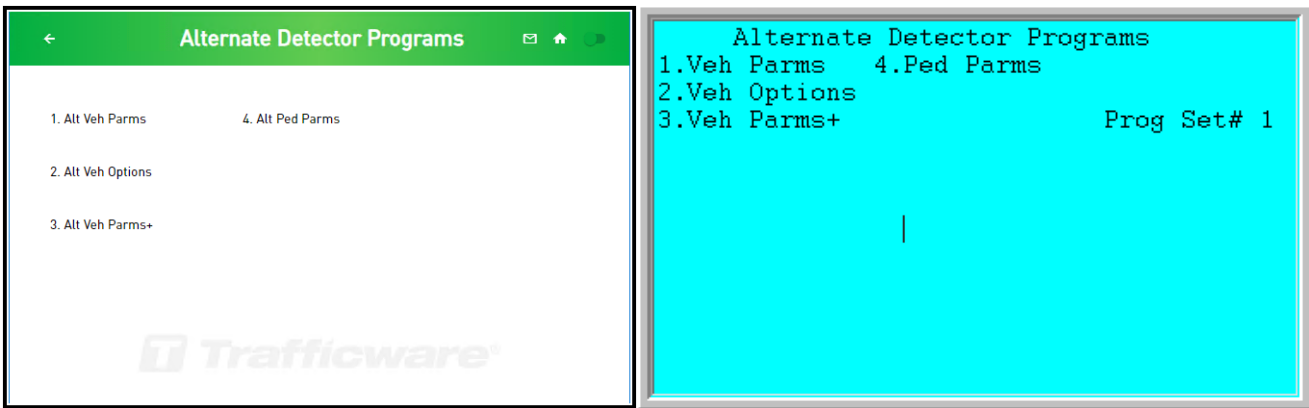 Alternate Detector Programs
1. Alt Veh Parms 4. Alt Ped Parms
2. Alt Veh Options
3. Alt Veh Parms+
Trafficware®
Alternate Detector Programs
1.Veh Parms 4.Ped Parms
2.Veh Options
3.Veh Parms+ Prog Set# 1